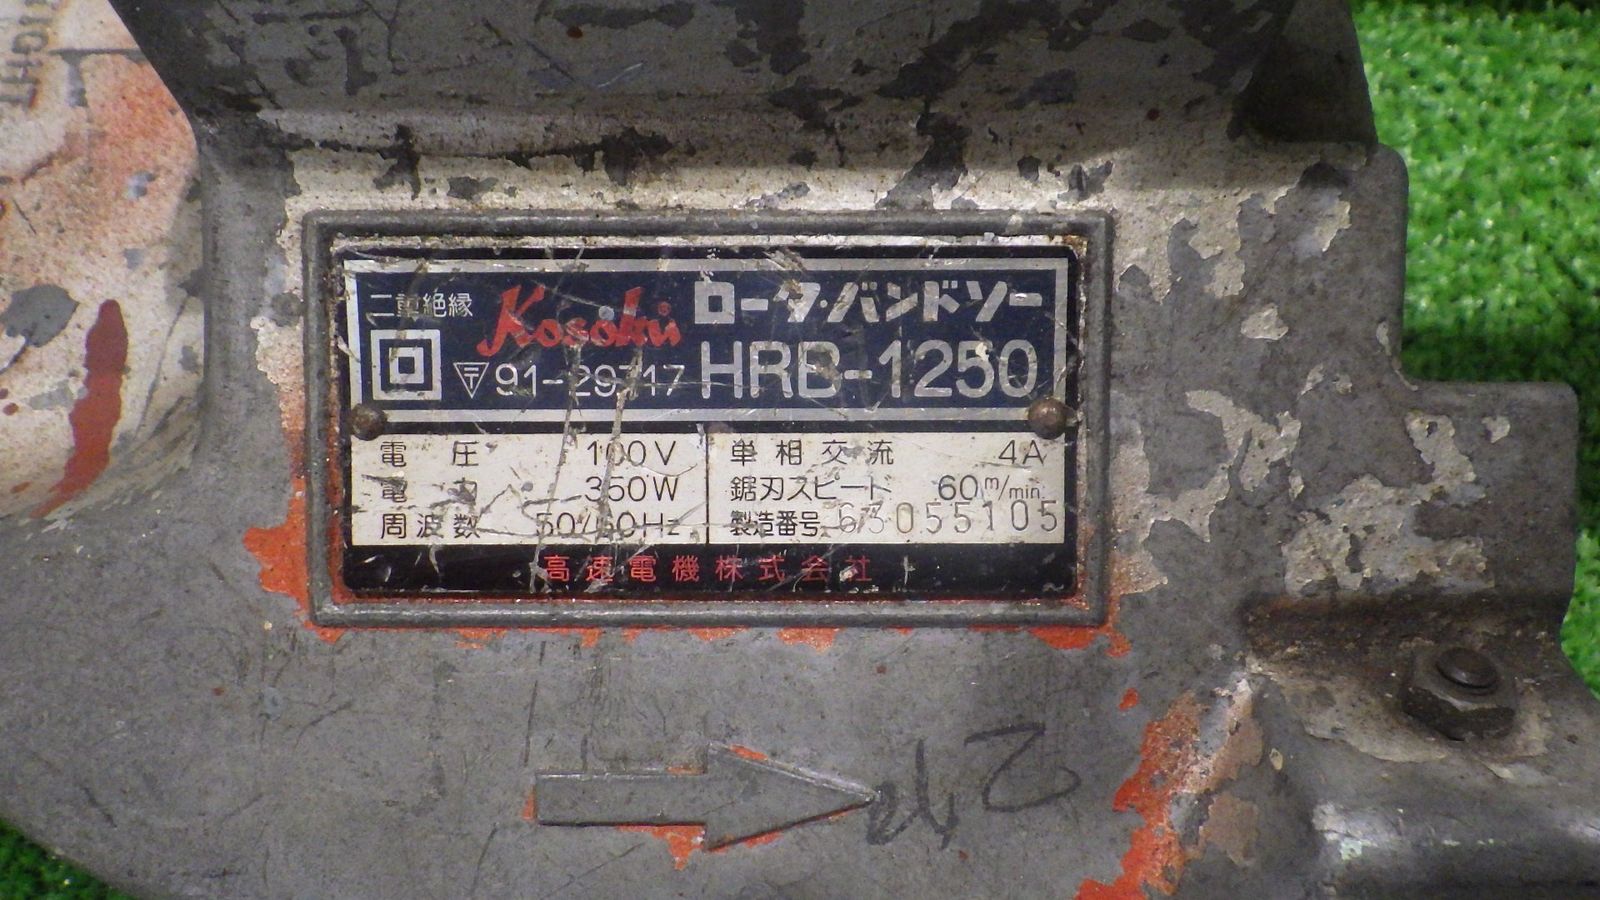 IGHT
二重絶縁
Kosoku
ロータ・バンドソー
〒 91-29717
HRB-1250
電圧 100V
単相交流 4A
電力 350W
鋸刃スピード 60m/min.
周波数 50/60Hz
製造番号 63055105
高速電機株式会社